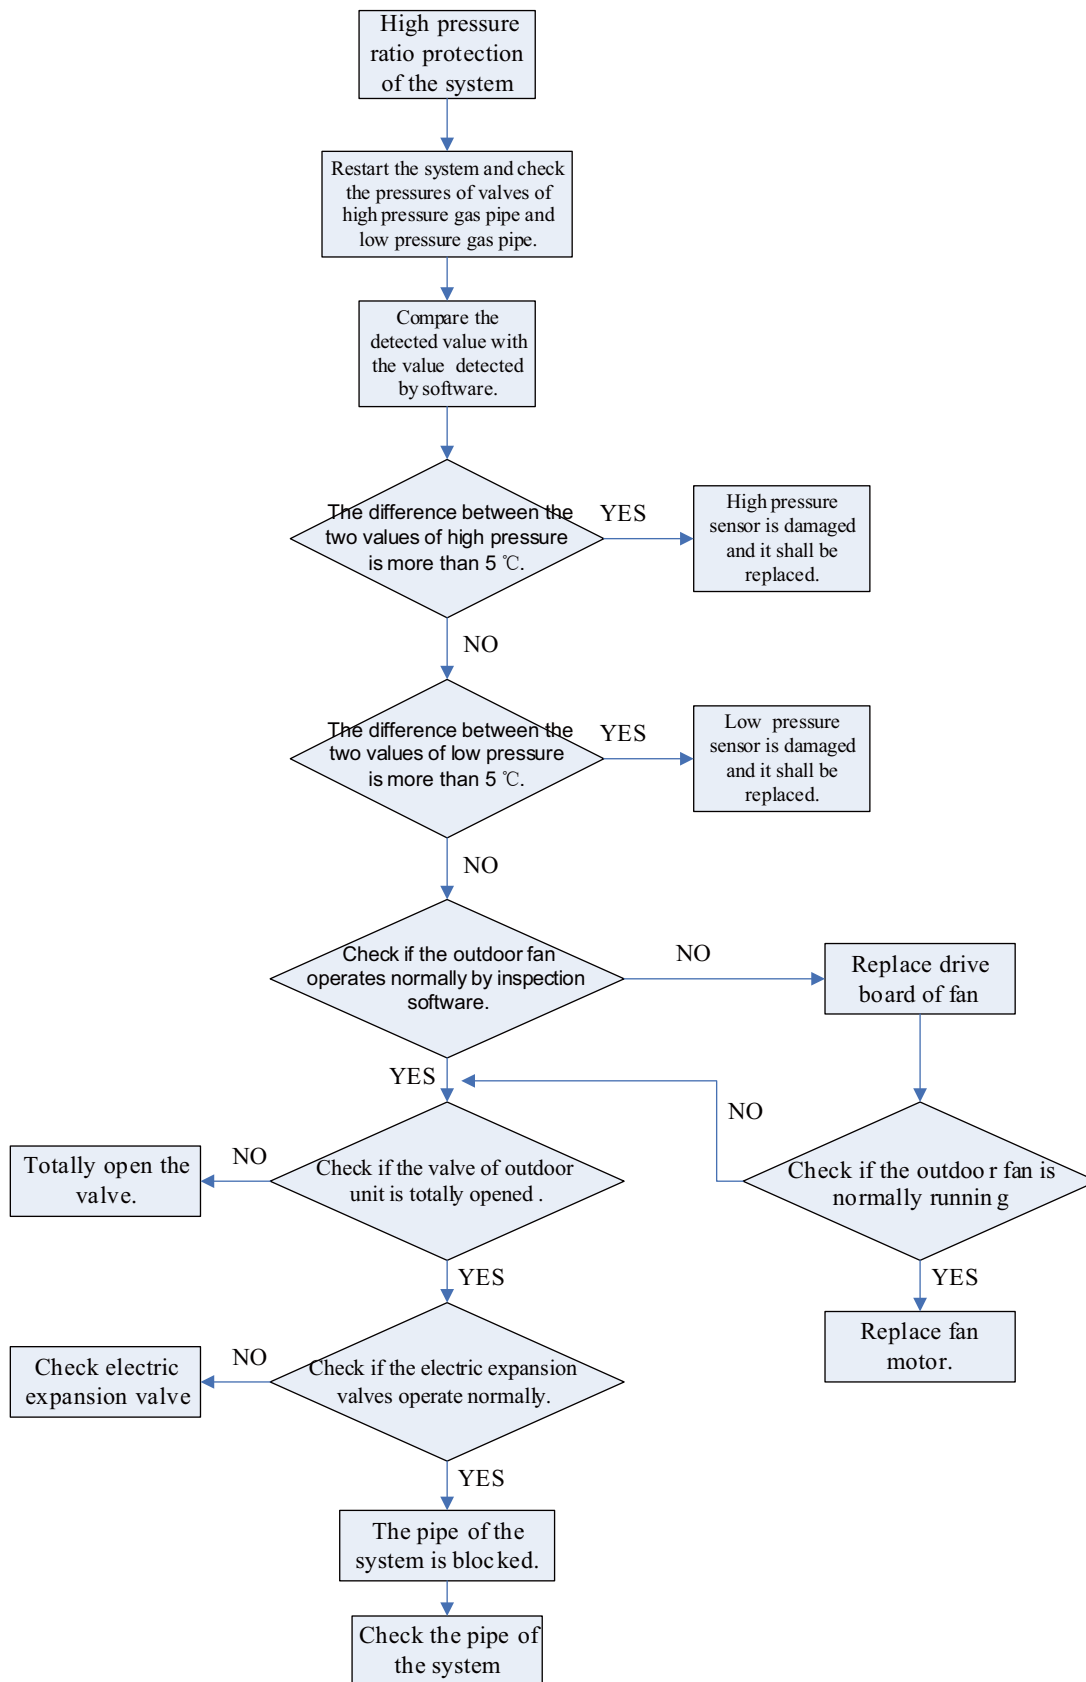 High pressure
ratio protection
of the system
Restart the system and check
the pressures of valves of
high pressure gas pipe and
low pressure gas pipe.
Compare the
detected value with
the value detected
by software.
The difference between the
two values of high pressure
is more than 5 ℃.
YES
High pressure
sensor is damaged
and it shall be
replaced.
NO
The difference between the
two values of low pressure
is more than 5 ℃.
YES
Low pressure
sensor is damaged
and it shall be
replaced.
NO
Check if the outdoor fan
operates normally by inspection
software.
NO
Replace drive
board of fan
YES
NO
Totally open the
valve.
NO
Check if the valve of outdoor
unit is totally opened .
Check if the outdoo r fan is
normally runnin g
YES
YES
Check electric
expansion valve
NO
Check if the electric expansion
valves operate normally.
Replace fan
motor.
YES
The pipe of the
system is blocked.
Check the pipe of
the system